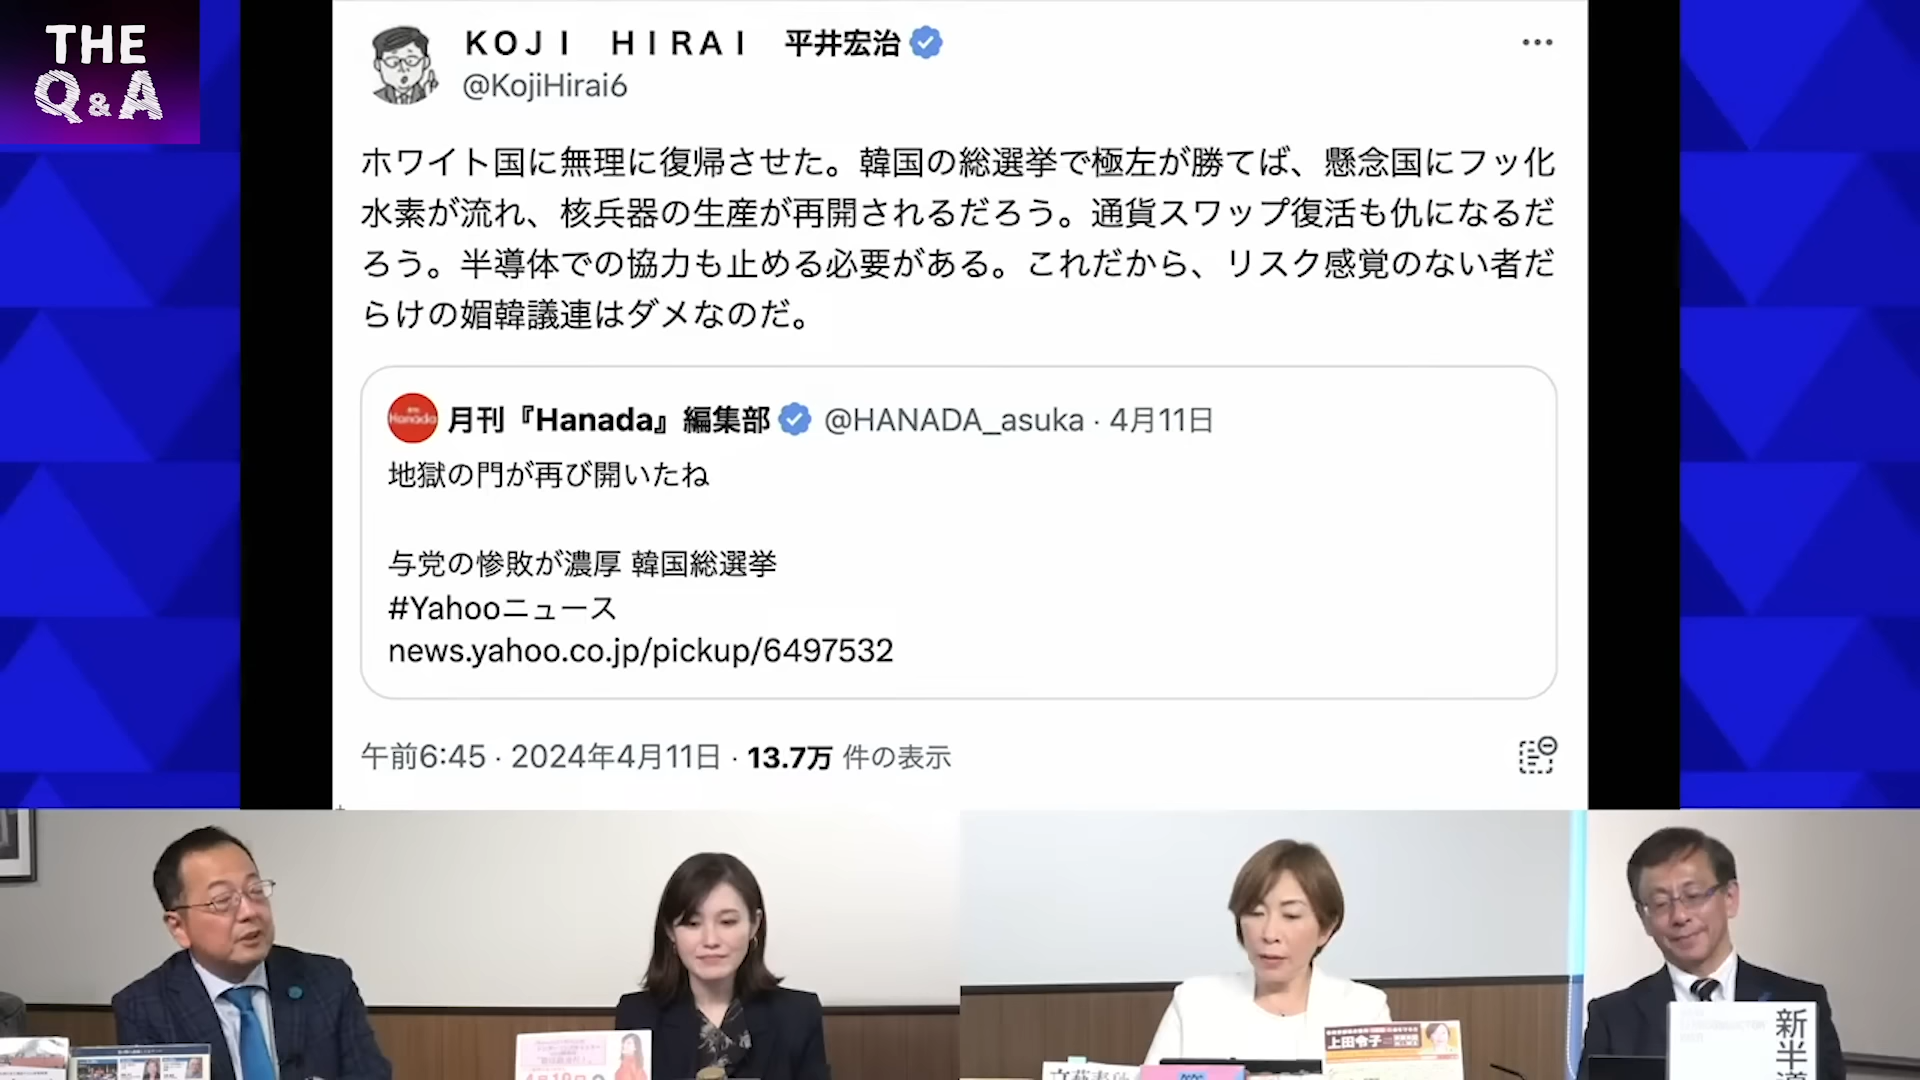 THE
Q&A
KOJI HIRAI 平井宏治
@KojiHirai6
ホワイト国に無理に復帰させた。韓国の総選挙で極左が勝てば、懸念国にフッ化
水素が流れ、核兵器の生産が再開されるだろう。通貨スワップ復活も仇になるだ
ろう。半導体での協力も止める必要がある。これだから、リスク感覚のない者だ
らけの媚韓議連はダメなのだ。
Hanada
月刊『Hanada』編集部 @HANADA_asuka · 4月11日
地獄の門が再び開いたね
与党の惨敗が濃厚 韓国総選挙
#Yahooニュース
news.yahoo.co.jp/pickup/6497532
午前6:45 · 2024年4月11日 · 13.7万 件の表示
上田令子
新半